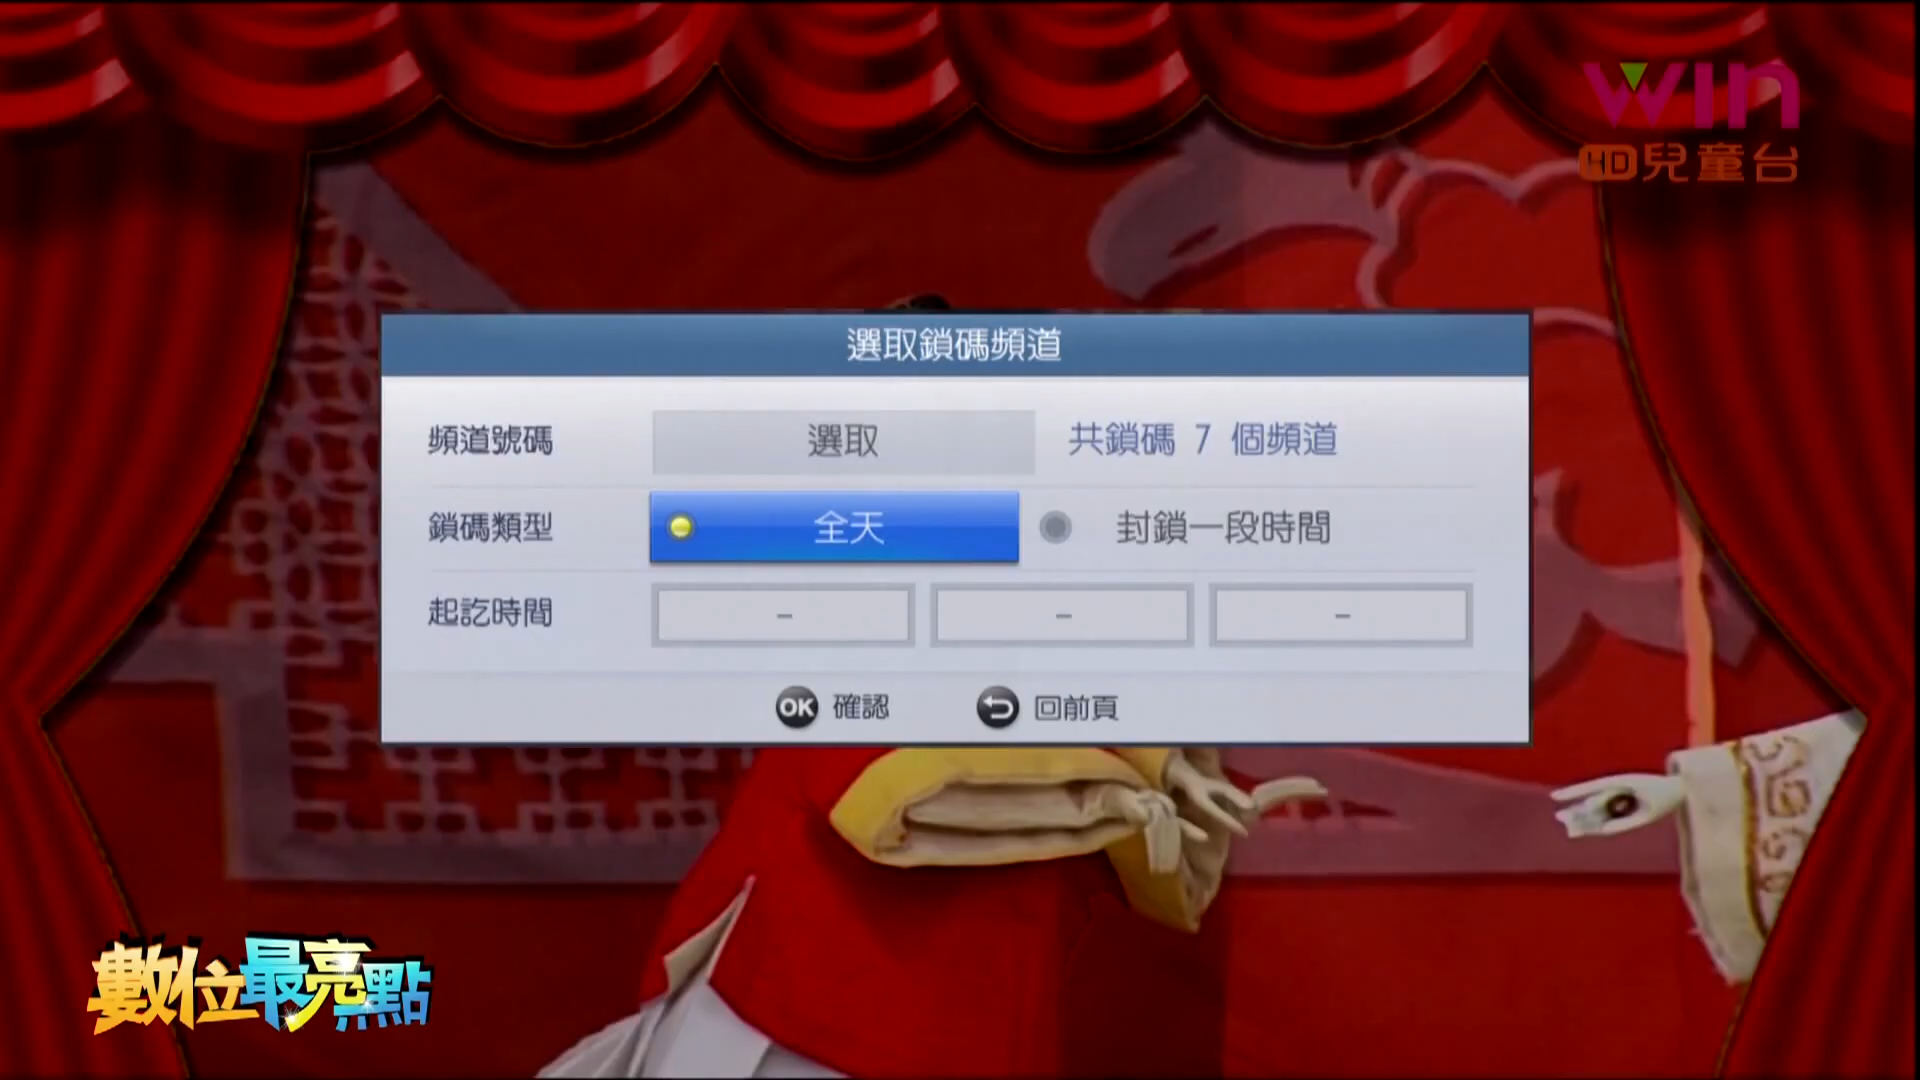 win
HD兒童台
選取鎖碼頻道
頻道號碼 選取 共鎖碼 7 個頻道
鎖碼類型 全天 封鎖一段時間
起訖時間 – – –
OK 確認 回前頁
數位最亮點